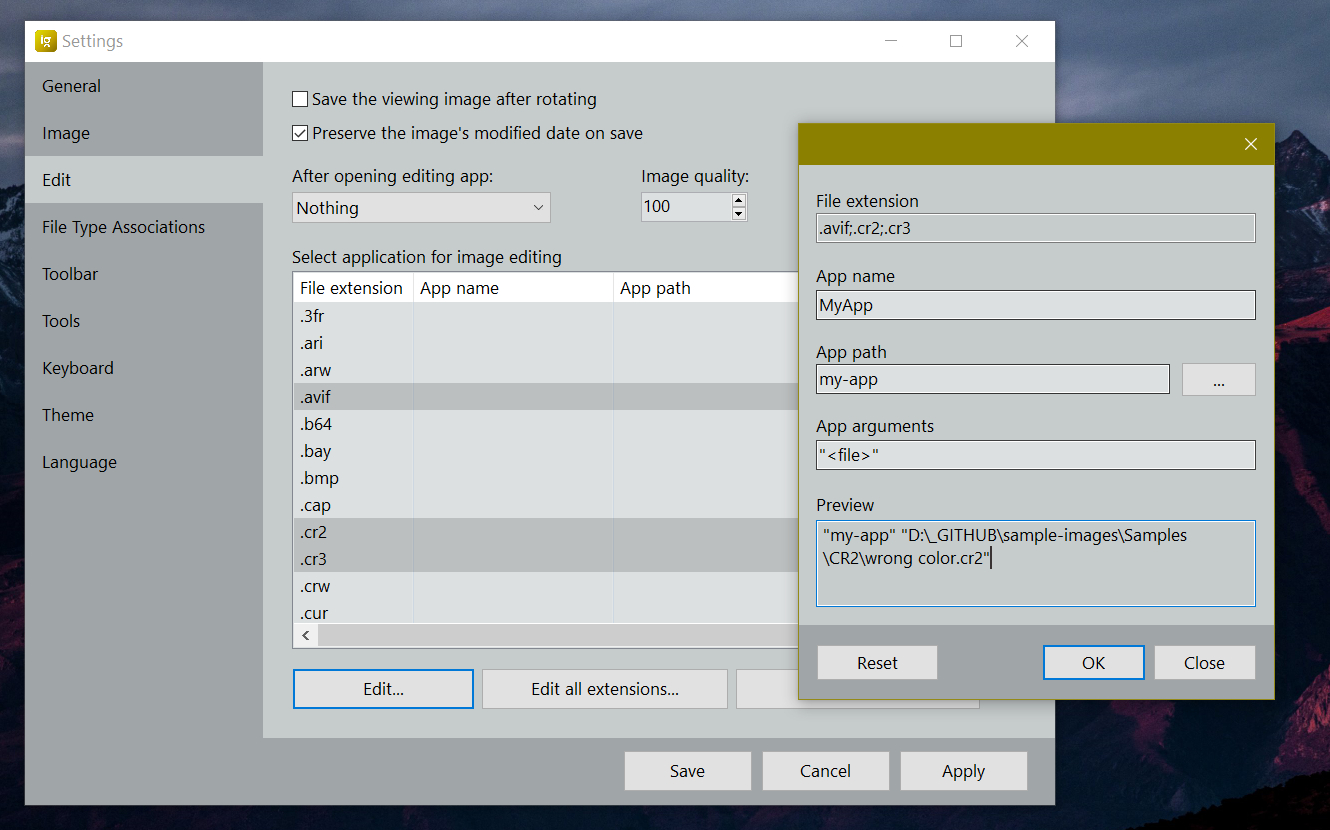 lg Settings
General
Image
Edit
File Type Associations
Toolbar
Tools
Keyboard
Theme
Language
Save the viewing image after rotating
Preserve the image's modified date on save
After opening editing app:
Image quality:
Nothing
100
Select application for image editing
File extension App name App path
.3fr
.ari
.arw
.avif
.b64
.bay
.bmp
.cap
.cr2
.cr3
.crw
.cur
Edit...
Edit all extensions...
Save
Cancel
Apply
File extension
.avif;.cr2;.cr3
App name
MyApp
App path
my-app
...
App arguments
"<file>"
Preview
"my-app" "D:\_GITHUB\sample-images\Samples
\CR2\wrong color.cr2"
Reset
OK
Close